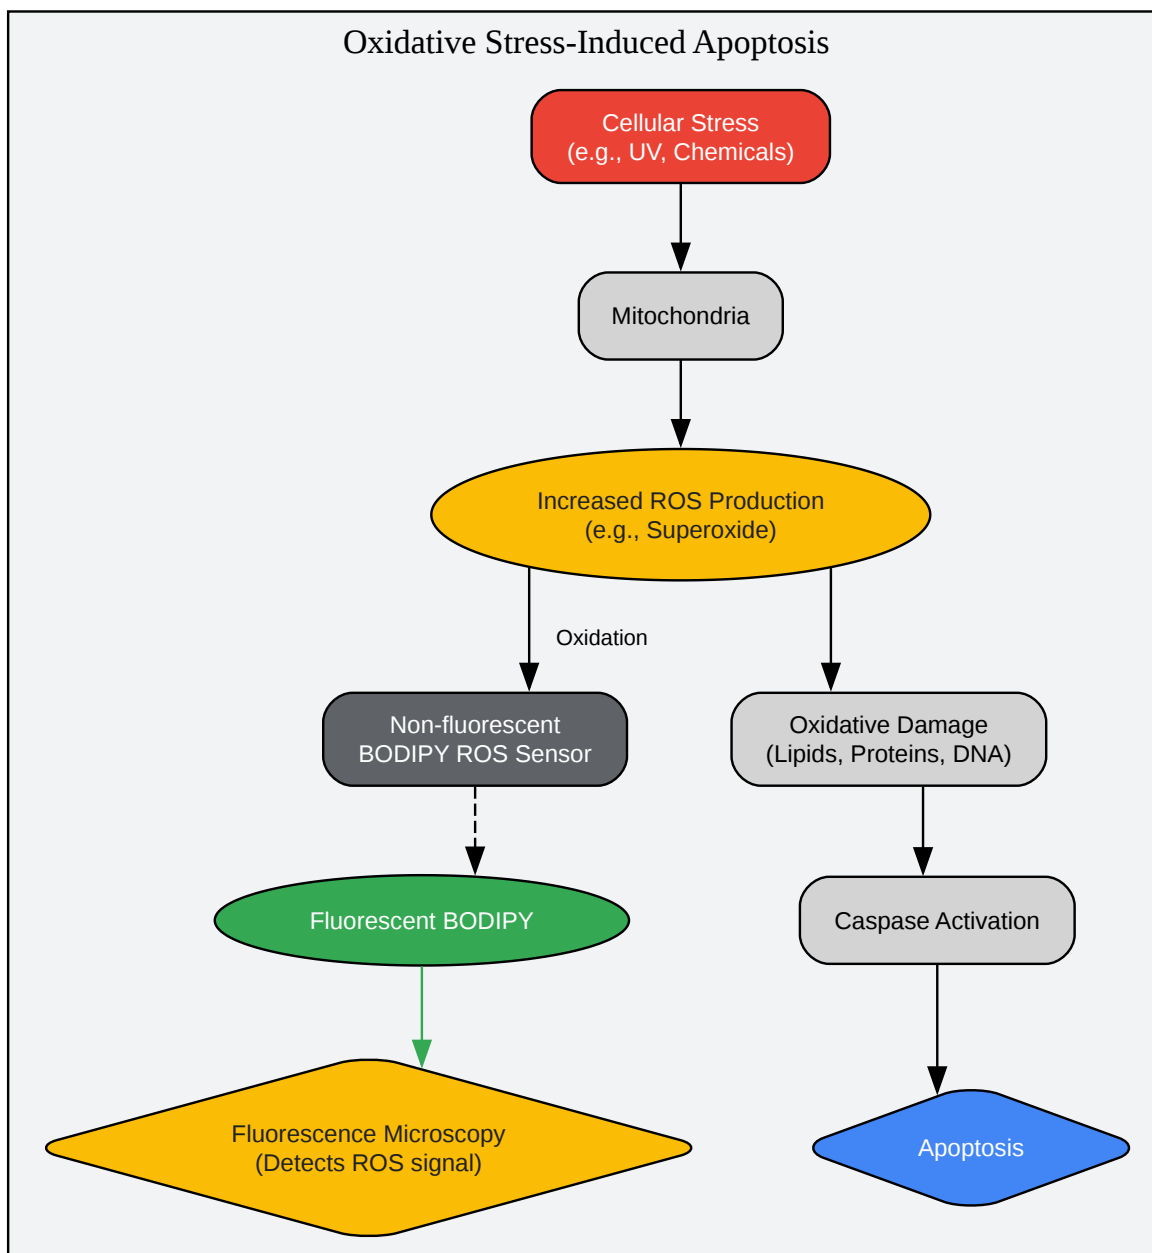 Oxidative Stress-Induced Apoptosis
Cellular Stress
(e.g., UV, Chemicals)
Mitochondria
Increased ROS Production
(e.g., Superoxide)
Oxidation
Non-fluorescent
BODIPY ROS Sensor
Oxidative Damage
(Lipids, Proteins, DNA)
Fluorescent BODIPY
Caspase Activation
Fluorescence Microscopy
(Detects ROS signal)
Apoptosis